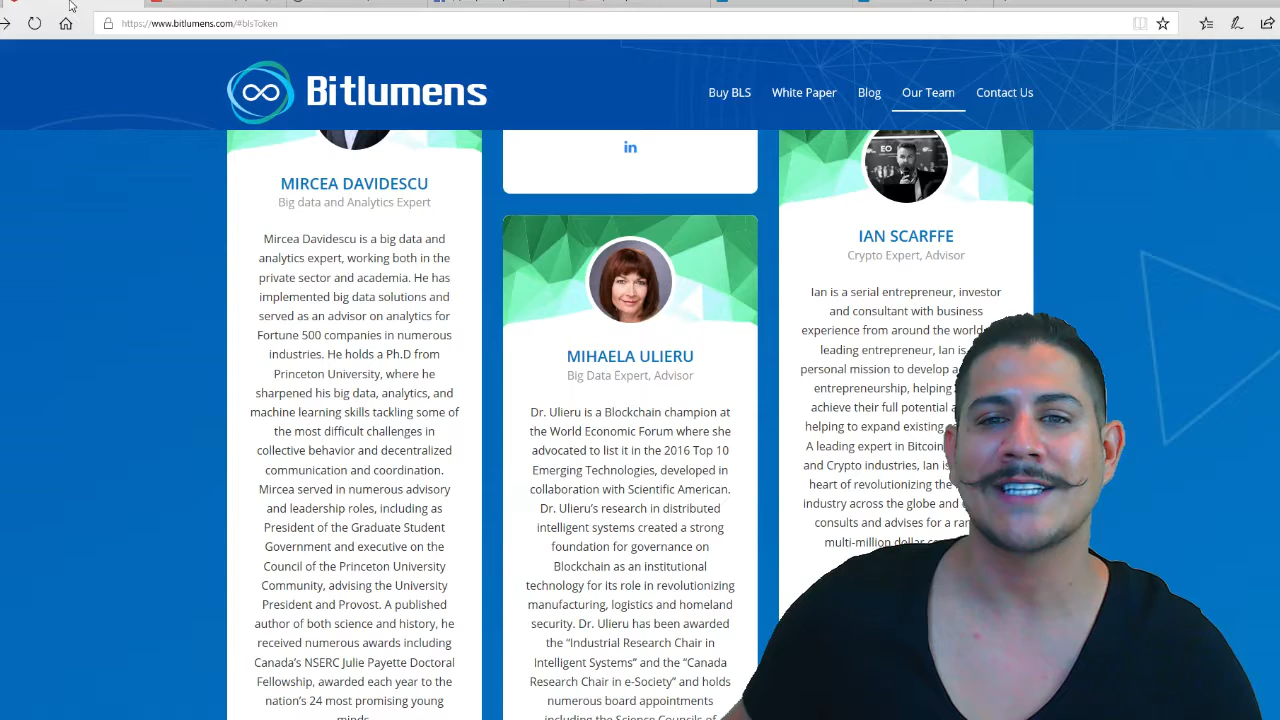 https://www.bitlumens.com/#blsToken
Bitlumens
Buy BLS
White Paper
Blog
Our Team
Contact Us
MIRCEA DAVIDESCU
Big data and Analytics Expert
Mircea Davidescu is a big data and
analytics expert, working both in the
private sector and academia. He has
implemented big data solutions and
served as an advisor on analytics for
Fortune 500 companies in numerous
industries. He holds a Ph.D from
Princeton University, where he
sharpened his big data, analytics, and
machine learning skills tackling some of
the most difficult challenges in
collective behavior and decentralized
communication and coordination.
Mircea served in numerous advisory
and leadership roles, including as
President of the Graduate Student
Government and executive on the
Council of the Princeton University
Community, advising the University
President and Provost. A published
author of both science and history, he
received numerous awards including
Canada's NSERC Julie Payette Doctoral
Fellowship, awarded each year to the
nation's 24 most promising young
minds.
in
MIHAELA ULIERU
Big Data Expert, Advisor
Dr. Ulieru is a Blockchain champion at
the World Economic Forum where she
advocated to list it in the 2016 Top 10
Emerging Technologies, developed in
collaboration with Scientific American.
Dr. Ulieru's research in distributed
intelligent systems created a strong
foundation for governance on
Blockchain as an institutional
technology for its role in revolutionizing
manufacturing, logistics and homeland
security. Dr. Ulieru has been awarded
the "Industrial Research Chair in
Intelligent Systems" and the "Canada
Research Chair in e-Society" and holds
numerous board appointments
including the Science Councils of
EO
IAN SCARFFE
Crypto Expert, Advisor
Ian is a serial entrepreneur, investor
and consultant with business
experience from around the world
leading entrepreneur, Ian is
personal mission to develop a
entrepreneurship, helping
achieve their full potential
helping to expand existing
A leading expert in Bitcoin
and Crypto industries, Ian is
heart of revolutionizing the
industry across the globe and
consults and advises for a
multi-million dollar